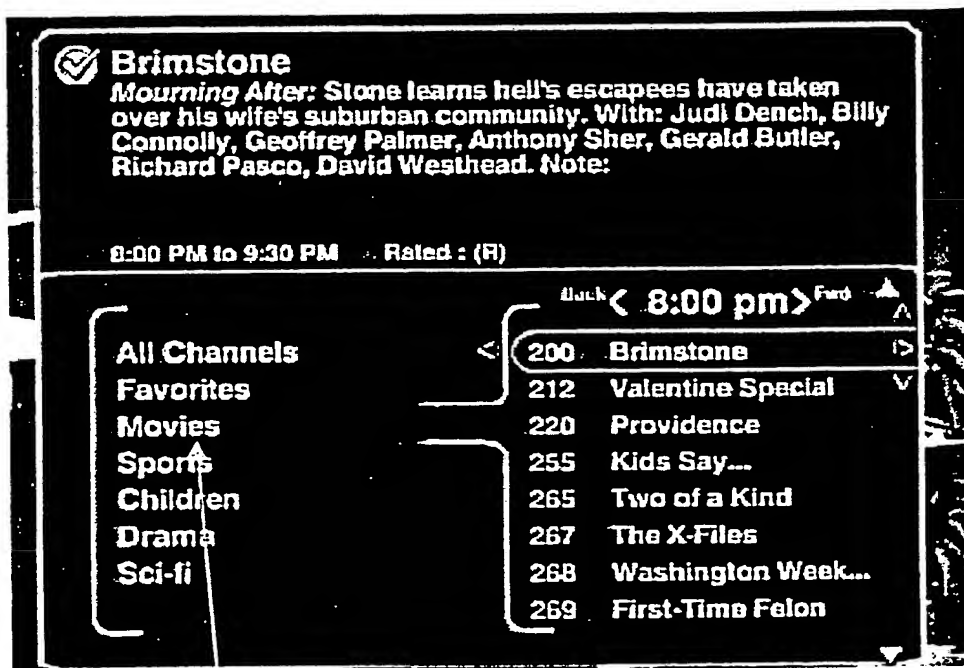 Brimstone
Mourning After: Stone learns hell's escapees have taken
over his wife's suburban community. With: Judi Dench, Billy
Connolly, Geoffrey Palmer, Anthony Sher, Gerald Butler,
Richard Pasco, David Westhead. Note:
8:00 PM to 9:30 PM Rated : (R)
Back < 8:00 pm > Fwd
All Channels
Favorites
Movies
Sports
Children
Drama
Sci-fi
200 Brimstone
212 Valentine Special
220 Providence
255 Kids Say...
265 Two of a Kind
267 The X-Files
268 Washington Week...
269 First-Time Felon